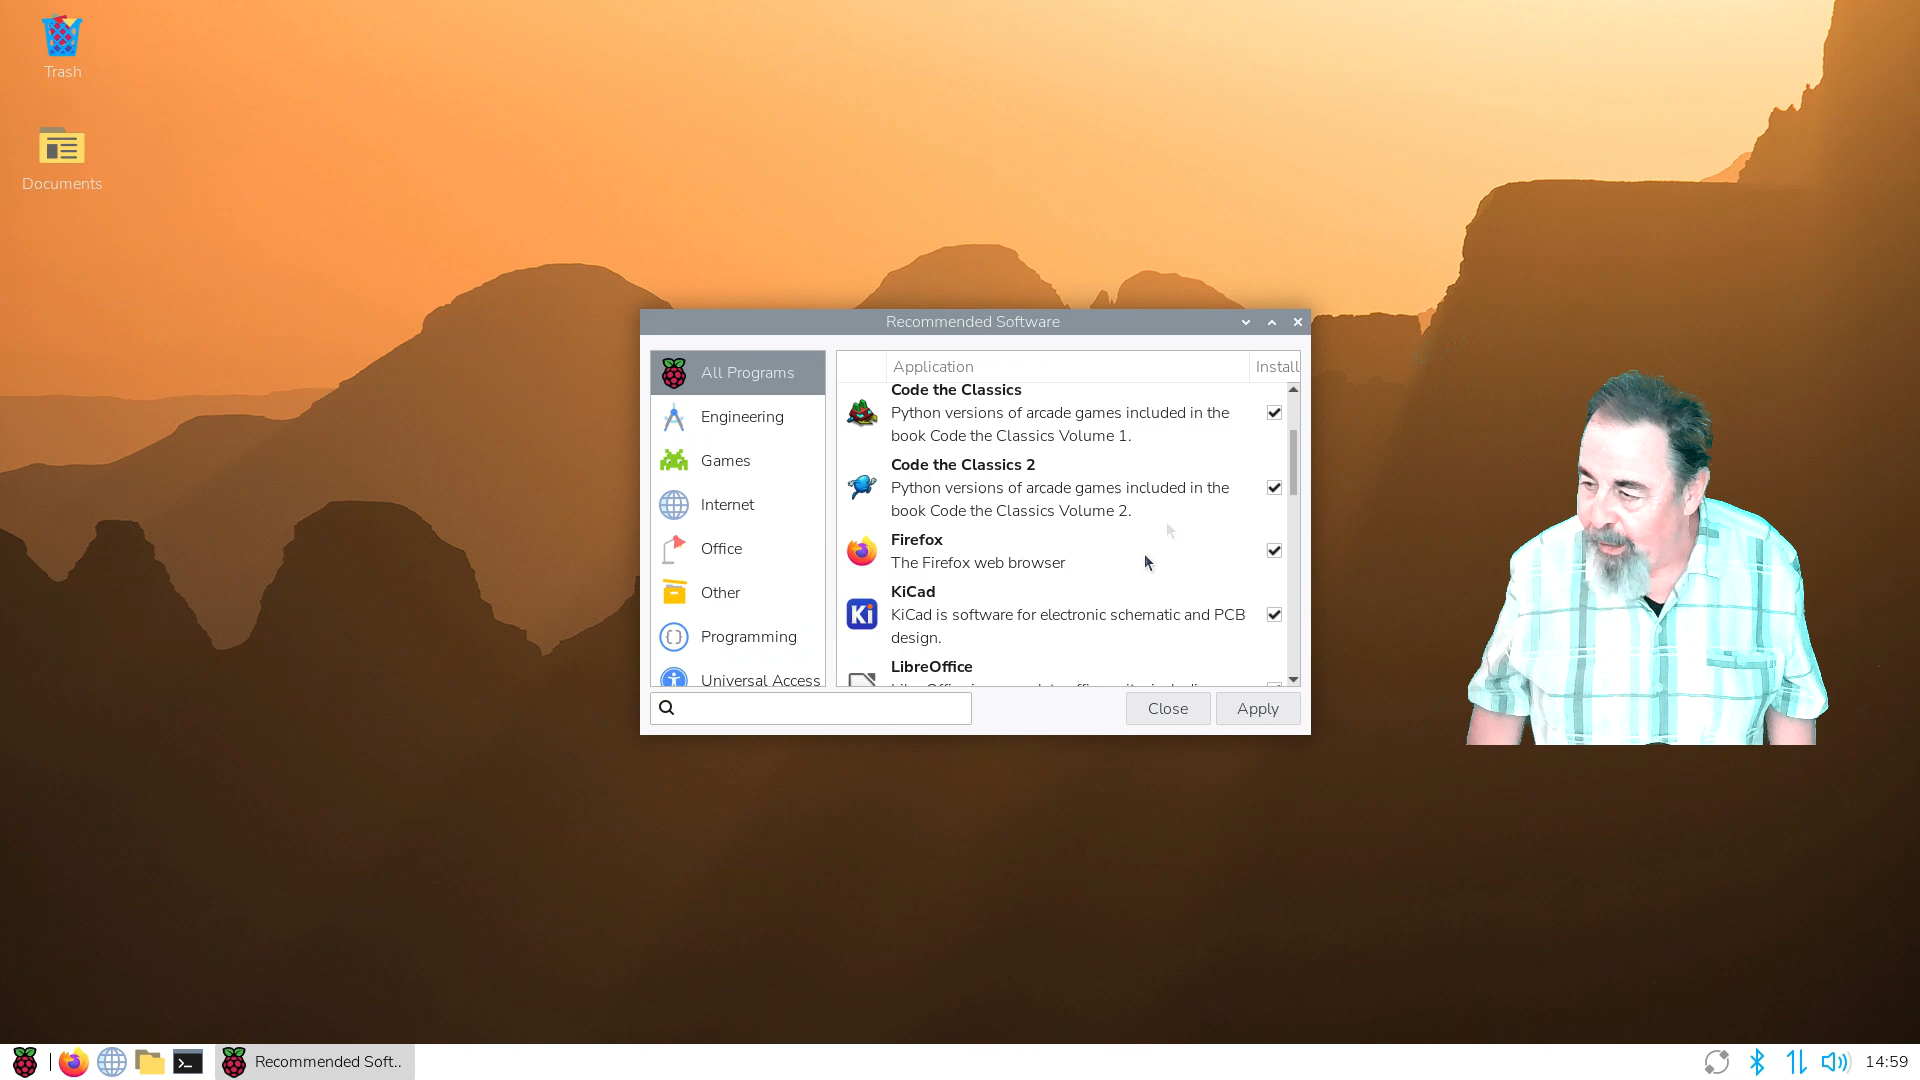 Trash
Documents
Recommended Software
All Programs
Engineering
Games
Internet
Office
Other
Programming
Universal Access
Application
Install
Code the Classics
Python versions of arcade games included in the
book Code the Classics Volume 1.
Code the Classics 2
Python versions of arcade games included in the
book Code the Classics Volume 2.
Firefox
The Firefox web browser
Ki
KiCad
KiCad is software for electronic schematic and PCB
design.
LibreOffice
Close
Apply
Recommended Soft..
14:59